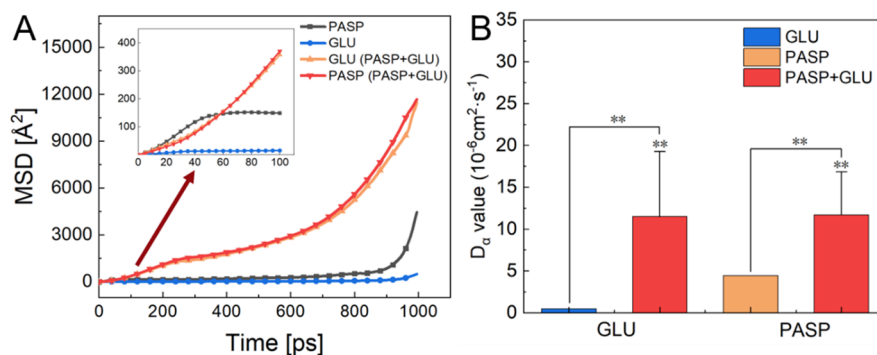 A
MSD [Å²]
15000
12000
9000
6000
3000
0
0
200
400
600
800
1000
Time [ps]
400
300
200
100
0
20
40
60
80
100
PASP
GLU
GLU (PASP+GLU)
PASP (PASP+GLU)
B
Dα value (10⁻⁶cm²·s⁻¹)
35
30
25
20
15
10
5
0
GLU
PASP
PASP+GLU
**
**
**
**
GLU
PASP